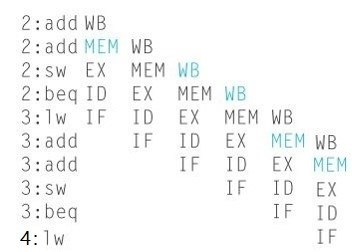 2:add WB
2:add MEM WB
2:sw EX MEM WB
2:beq ID EX MEM WB
3:lw IF ID EX MEM WB
3:add IF ID EX MEM WB
3:add IF ID EX MEM
3:sw IF ID EX
3:beq IF ID
4:lw IF